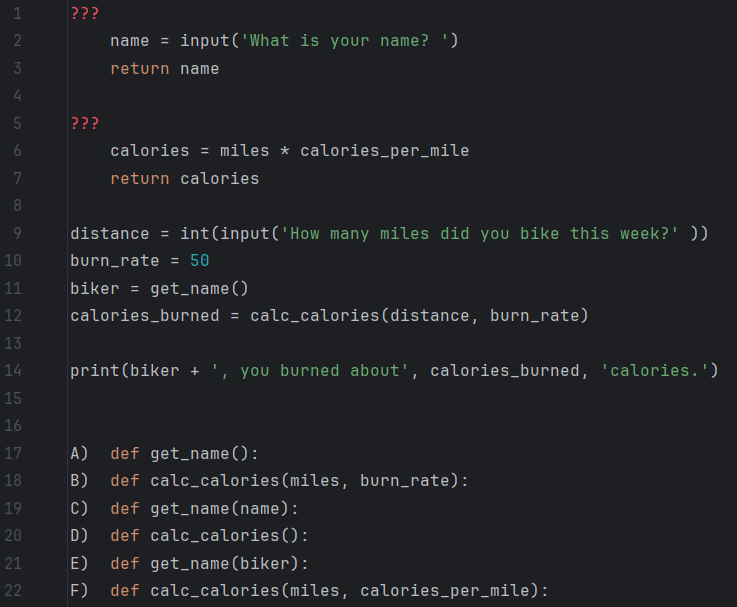 1 ???
2 name = input('What is your name? ')
3 return name
4
5 ???
6 calories = miles * calories_per_mile
7 return calories
8
9 distance = int(input('How many miles did you bike this week?' ))
10 burn_rate = 50
11 biker = get_name()
12 calories_burned = calc_calories(distance, burn_rate)
13
14 print(biker + ', you burned about', calories_burned, 'calories.')
15
16
17 A) def get_name():
18 B) def calc_calories(miles, burn_rate):
19 C) def get_name(name):
20 D) def calc_calories():
21 E) def get_name(biker):
22 F) def calc_calories(miles, calories_per_mile):